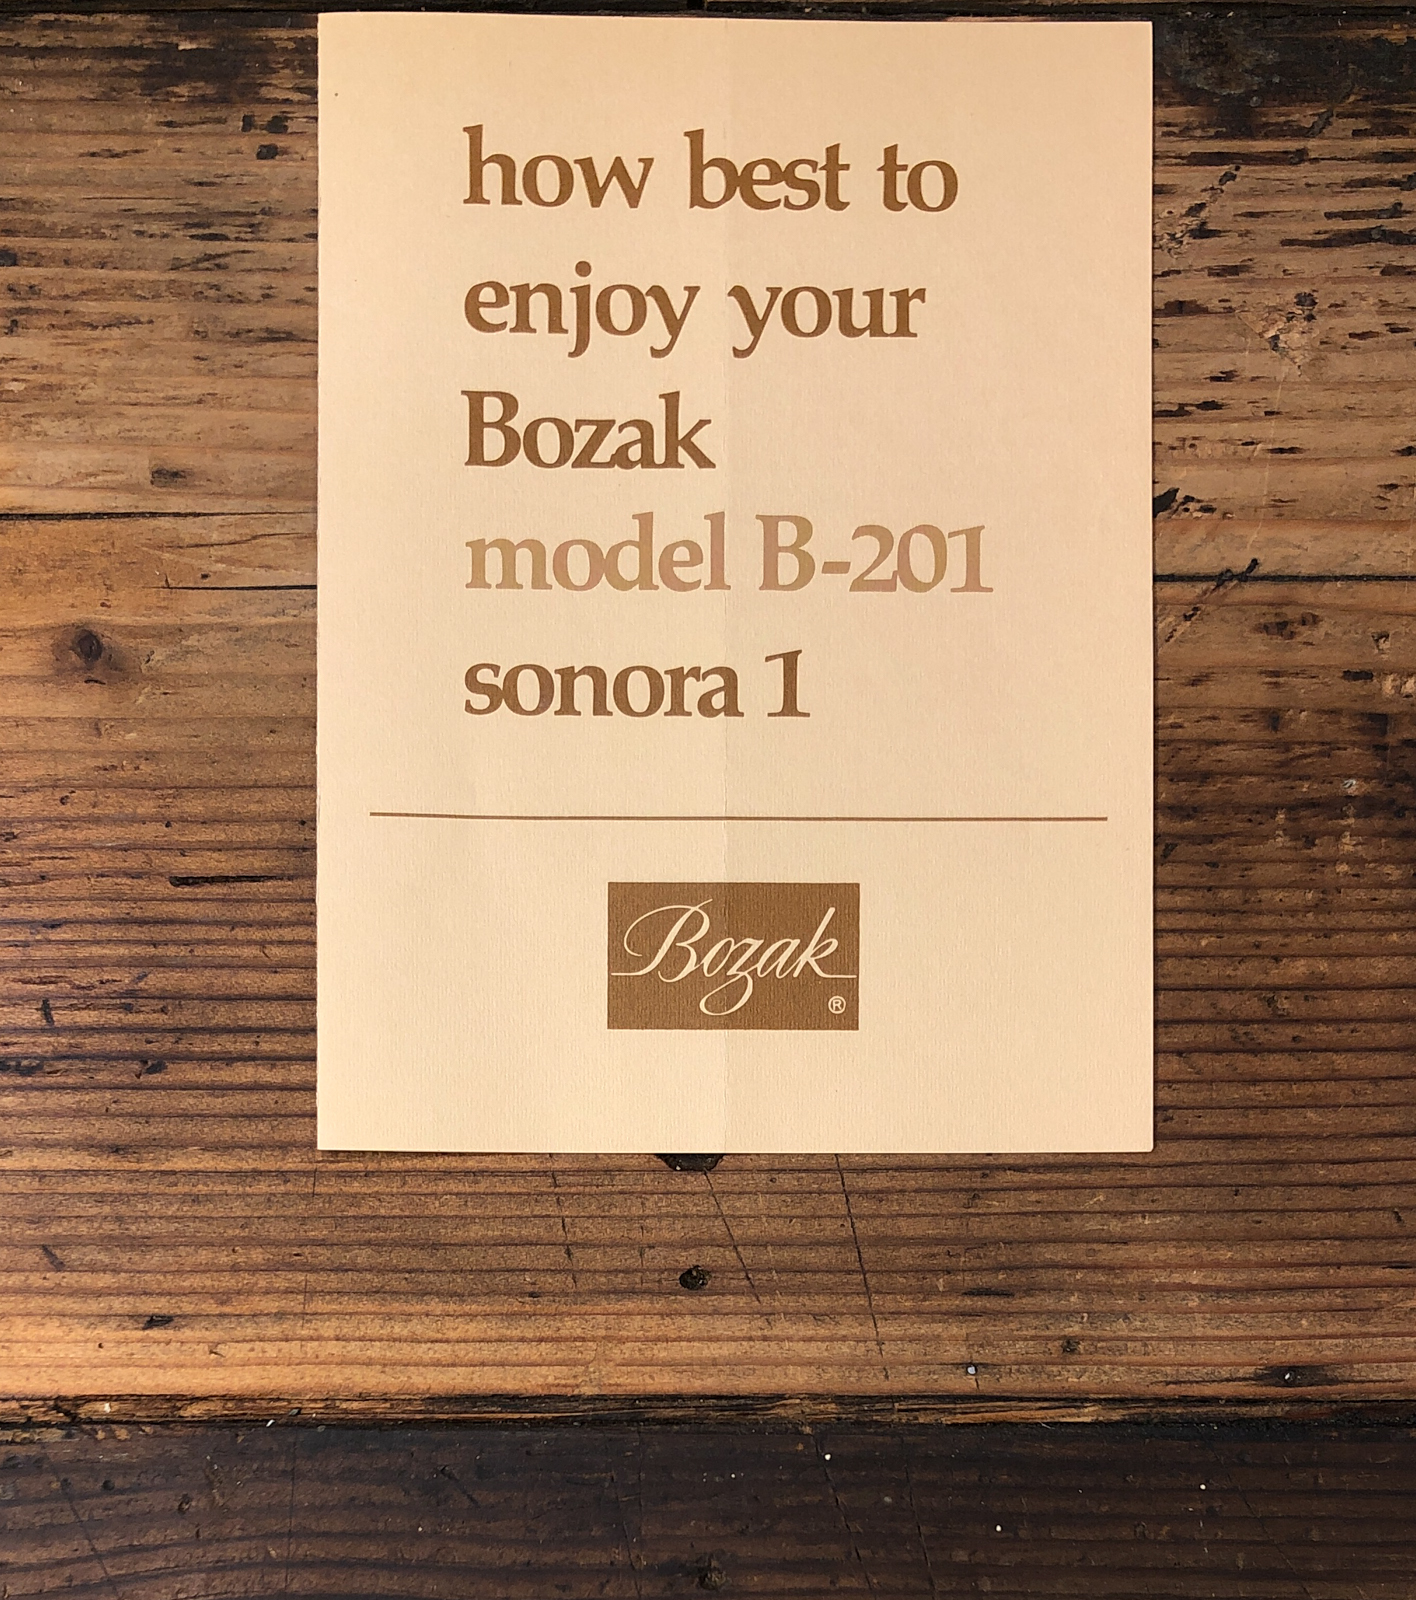 how best to
enjoy your
Bozak
model B-201
sonora 1
Bozak
®